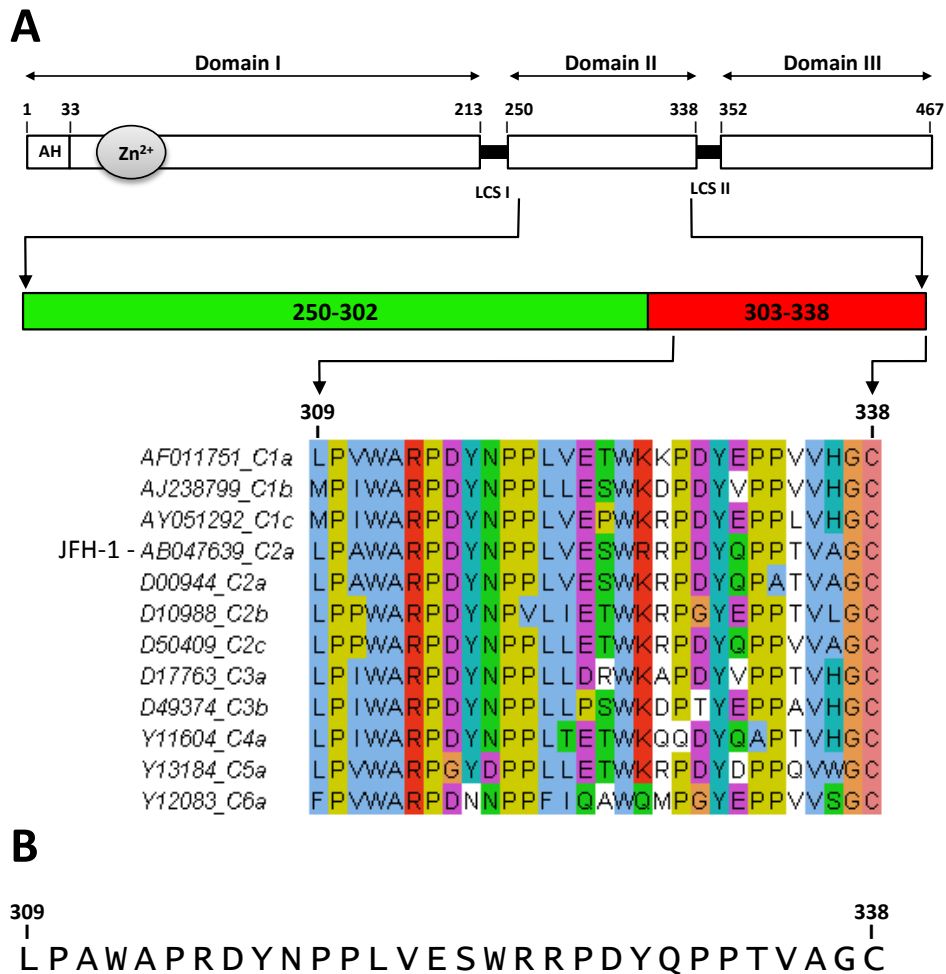 A
Domain I Domain II Domain III
1 33 213 250 338 352 467
AH Zn2+
LCS I LCS II
250-302 303-338
309 338
AF011751_C1a LPVWARPDYNPPLVETWKKPDYEPPVVHGC
AJ238799_C1b MPIWARPDYNPPLLESWKDPDYVPPVVHGC
AY051292_C1c MPIWARPDYNPPLVEPWKRPDYEPPLVHGC
JFH-1 - AB047639_C2a LPAWARPDYNPPLVESWRRPDYQPPTVAGC
D00944_C2a LPAWARPDYNPPLVESWKRPDYQPATVAGC
D10988_C2b LPPWARPDYNPVLIETWKRPGYEPPTVLGC
D50409_C2c LPPWARPDYNPPLLETWKRPDYQPPVVAGC
D17763_C3a LPIWARPDYNPPLLDRWKAPDYVPPTVHGC
D49374_C3b LPIWARPDYNPPLLPSWKDPTYEPPAVHGC
Y11604_C4a LPIWARPDYNPPLTETWKQQDYQAPTVHGC
Y13184_C5a LPVWARPGYDPPLLETWKRPDYDPPQVWGC
Y12083_C6a FPVWARPDNNPPFIQAWQMPGYEPPVVSGC
B
309 338
LPAWAPRDYNPPLVESWRRPDYQPPTVAGC